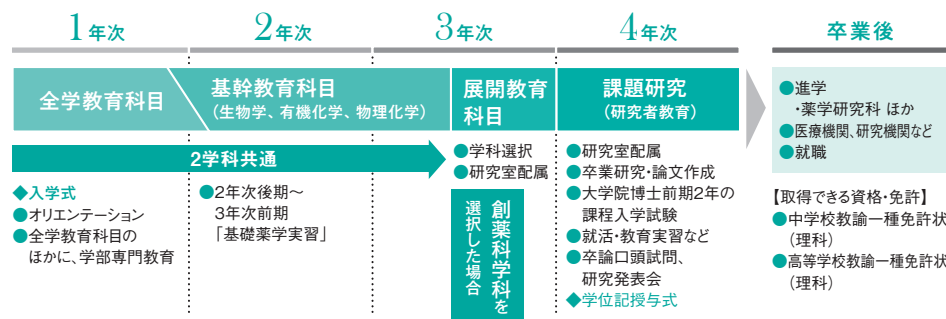 1年次
2年次
3年次
4年次
卒業後
全学教育科目
基幹教育科目
(生物学、有機化学、物理化学)
展開教育
科目
課題研究
(研究者教育)
2学科共通
◆入学式
●オリエンテーション
●全学教育科目の
ほかに、学部専門教育
●2年次後期～
3年次前期
「基礎薬学実習」
●学科選択
●研究室配属
創薬科学科を
選択した場合
●研究室配属
●卒業研究・論文作成
●大学院博士前期2年の
課程入学試験
●就活・教育実習など
●卒論口頭試問、
研究発表会
◆学位記授与式
●進学
・薬学研究科 ほか
●医療機関、研究機関など
●就職
【取得できる資格・免許】
●中学校教諭一種免許状
(理科)
●高等学校教諭一種免許状
(理科)